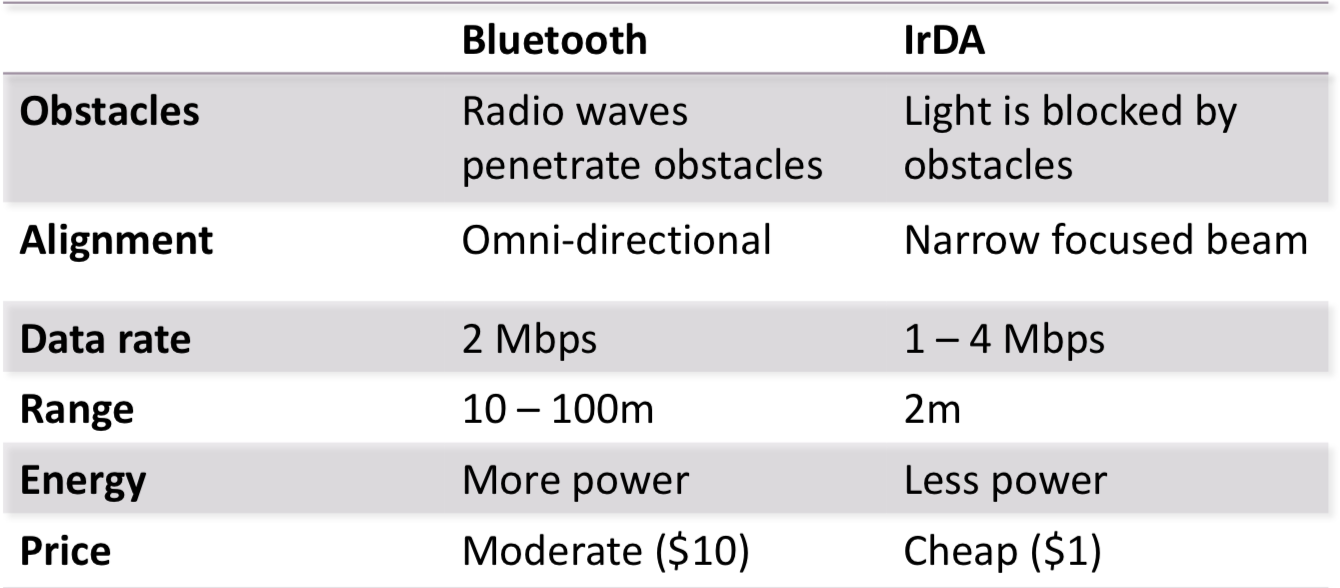 Bluetooth IrDA
Obstacles Radio waves penetrate obstacles Light is blocked by obstacles
Alignment Omni-directional Narrow focused beam
Data rate 2 Mbps 1 – 4 Mbps
Range 10 – 100m 2m
Energy More power Less power
Price Moderate ($10) Cheap ($1)